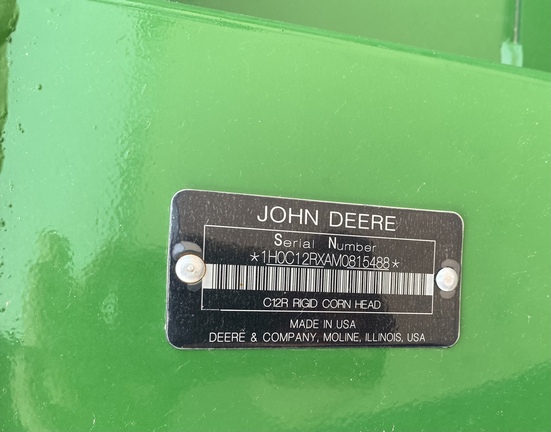 JOHN DEERE
Serial Number
*1H0C12RXAM0815488*
C12R RIGID CORN HEAD
MADE IN USA
DEERE & COMPANY, MOLINE, ILLINOIS, USA